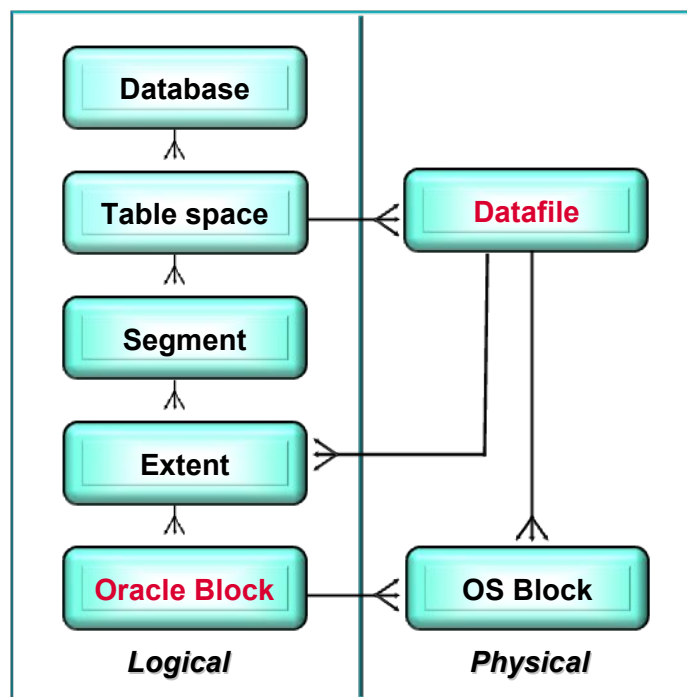 Database
Table space
Datafile
Segment
Extent
Oracle Block
OS Block
Logical
Physical